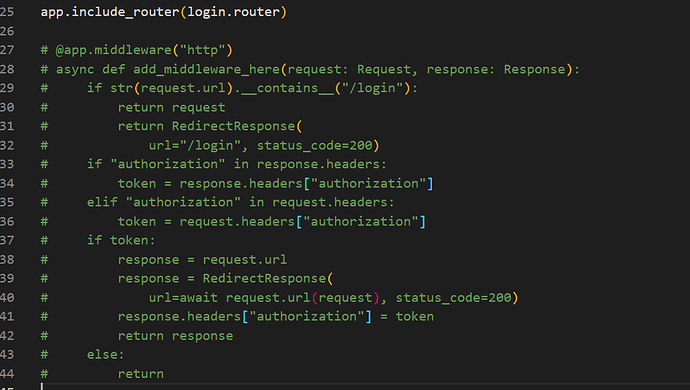 25 app.include_router(login.router)
26
27 # @app.middleware("http")
28 # async def add_middleware_here(request: Request, response: Response):
29 #     if str(request.url).__contains__("/login"):
30 #         return request
31 #         return RedirectResponse(
32 #             url="/login", status_code=200)
33 #     if "authorization" in response.headers:
34 #         token = response.headers["authorization"]
35 #     elif "authorization" in request.headers:
36 #         token = request.headers["authorization"]
37 #     if token:
38 #         response = request.url
39 #         response = RedirectResponse(
40 #             url=await request.url(request), status_code=200)
41 #         response.headers["authorization"] = token
42 #         return response
43 #     else:
44 #         return
45